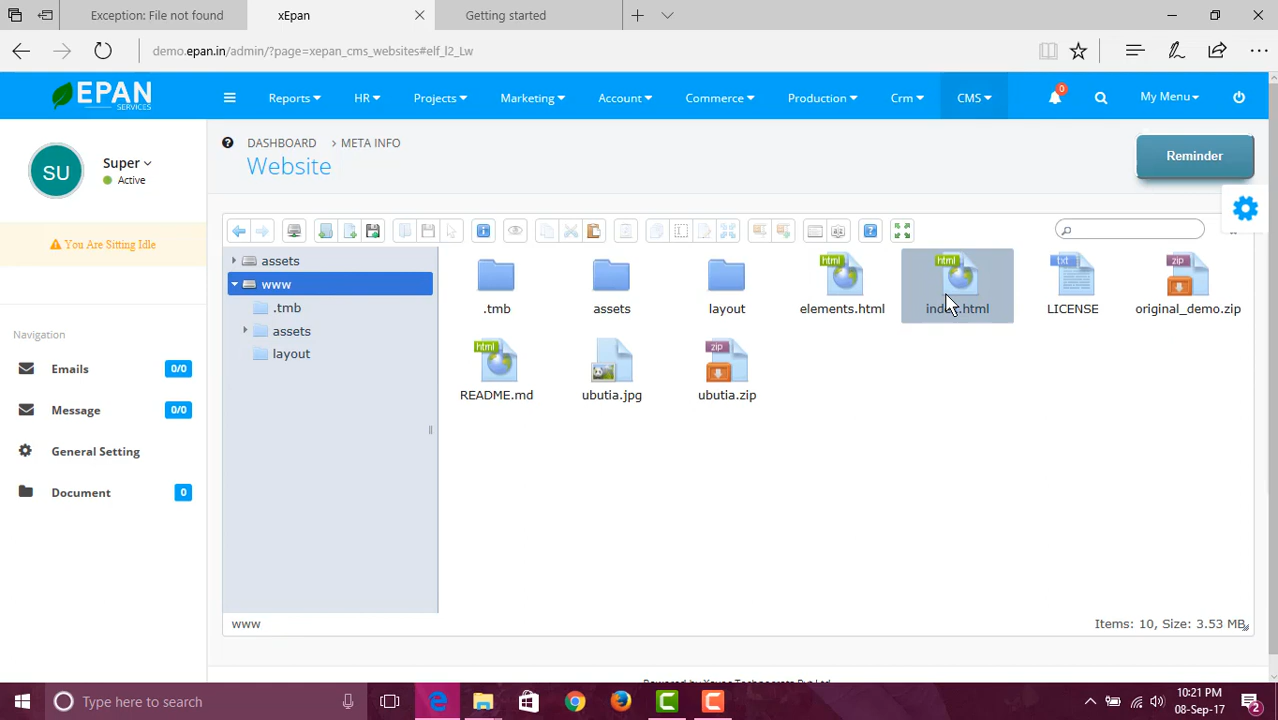 Exception: File not found
xEpan
Getting started
demo.epan.in/admin/?page=xepan_cms_websites#elf_l2_Lw
EPAN
SERVICES
Reports
HR
Projects
Marketing
Account
Commerce
Production
Crm
CMS
0
My Menu
SU
Super
Active
DASHBOARD > META INFO
Website
Reminder
You Are Sitting Idle
Navigation
Emails 0/0
Message 0/0
General Setting
Document 0
assets
www
.tmb
assets
layout
.tmb
assets
layout
html
elements.html
html
index.html
txt
LICENSE
zip
original_demo.zip
html
README.md
ubutia.jpg
zip
ubutia.zip
www
Items: 10, Size: 3.53 MB
Type here to search
10:21 PM
08-Sep-17
2